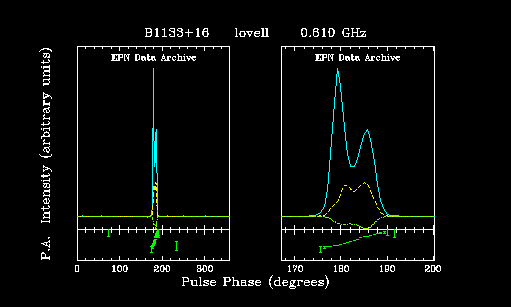 B1133+16 lovell 0.610 GHz
EPN Data Archive EPN Data Archive
P.A. Intensity (arbitrary units)
0 100 200 300 170 180 190 200
Pulse Phase (degrees)